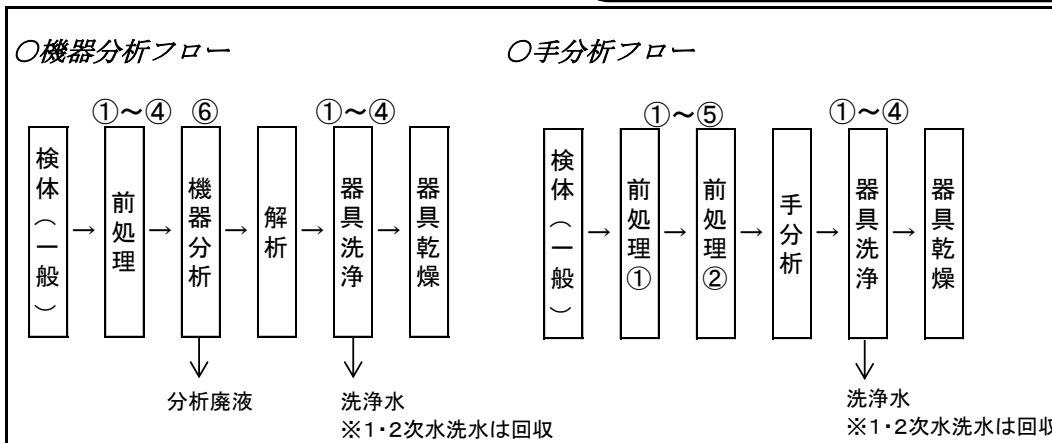 ○機器分析フロー
①~④ ⑥ ①~④
検体(一般) → 前処理 → 機器分析 → 解析 → 器具洗浄 → 器具乾燥
分析廃液
洗浄水
※1・2次水洗水は回収
○手分析フロー
①~⑤ ①~④
検体(一般) → 前処理① → 前処理② → 手分析 → 器具洗浄 → 器具乾燥
洗浄水
※1・2次水洗水は回収